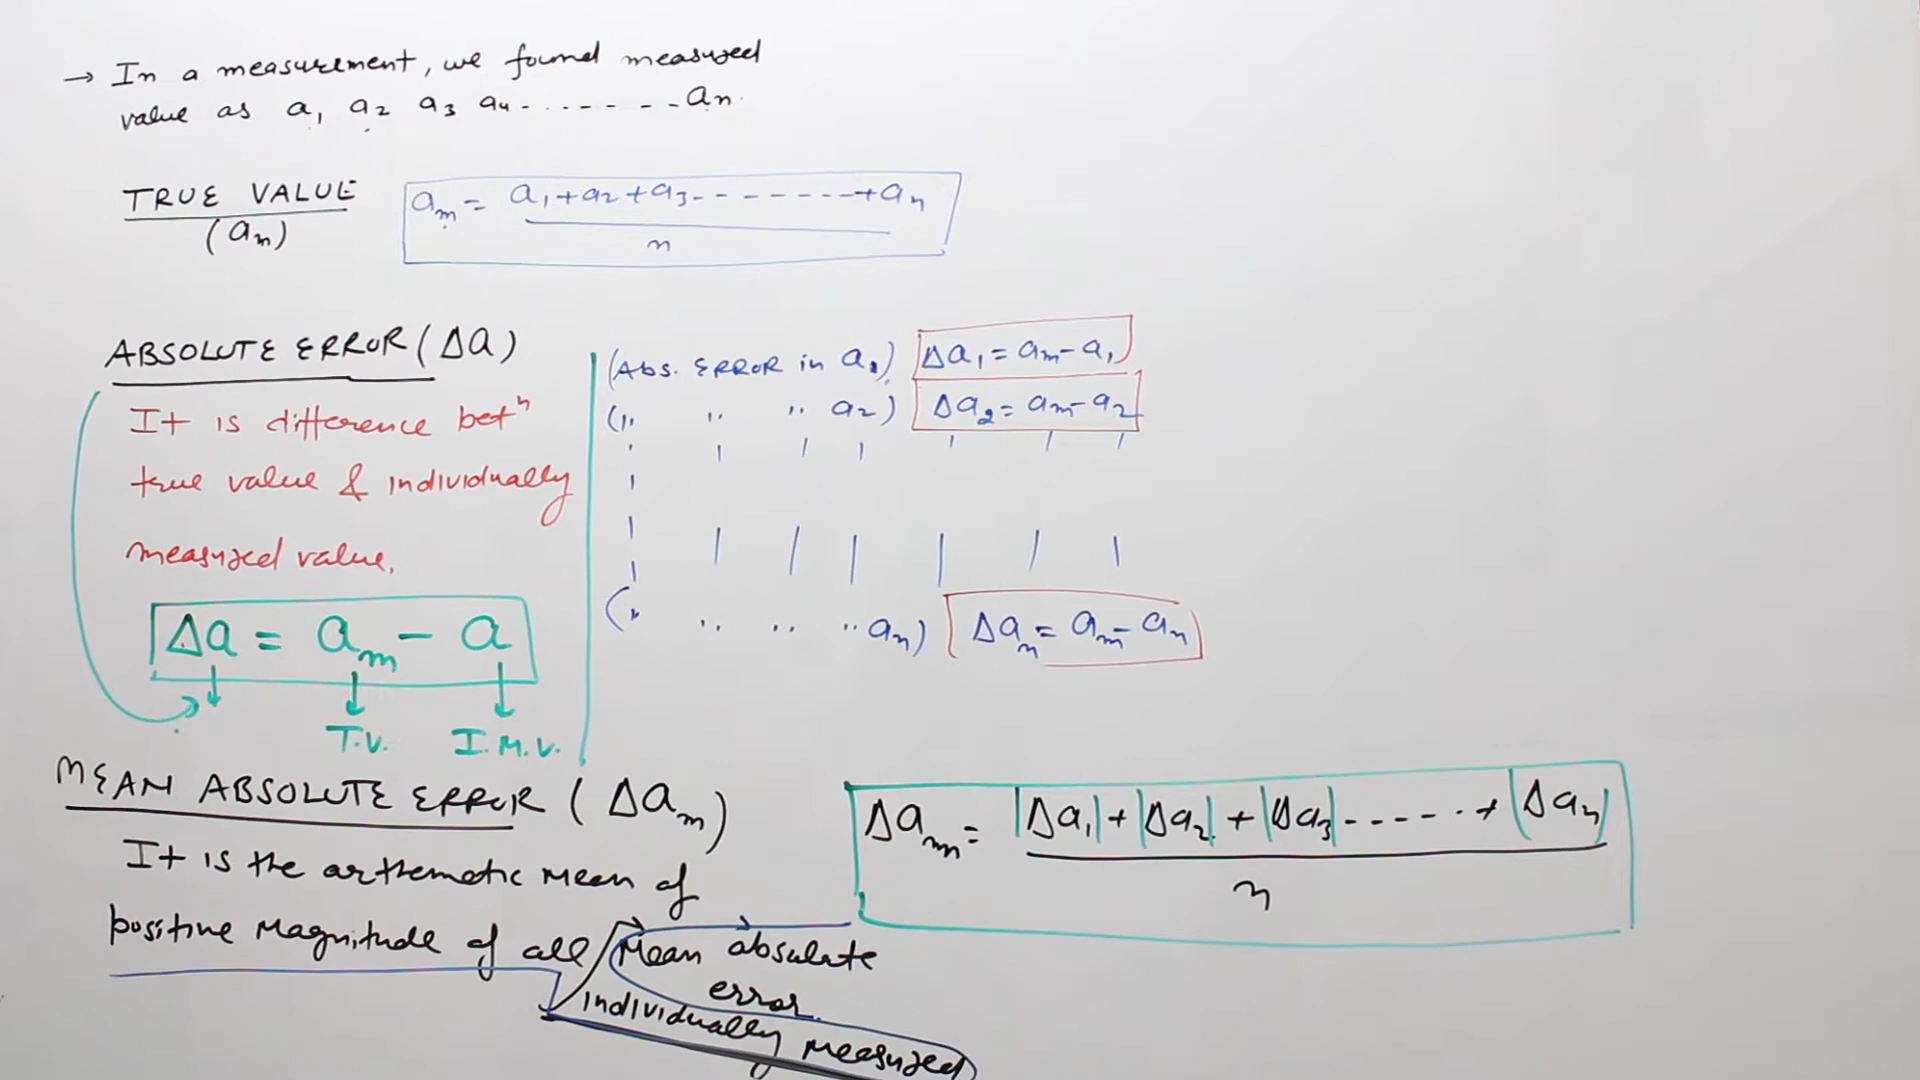 → In a measurement, we found measured
value as a₁ a₂ a₃ a₄ - - - - - - - aₙ.
TRUE VALUE
(aₘ)
aₘ = a₁+a₂+a₃- - - - - - - -+aₙ
n
ABSOLUTE ERROR (Δa)
It is difference betⁿ
true value & individually
measured value.
Δa = aₘ - a
T.V. I.M.V.
(Abs. ERROR in a₁) Δa₁ = aₘ-a₁
(,, ,, ,, a₂) Δa₂ = aₘ-a₂
(,, ,, ,, ,, aₙ) Δaₙ = aₘ-aₙ
MEAN ABSOLUTE ERROR (Δaₘ)
It is the arthematic Mean of
possitive Magnitude of all Mean absolute
error.
individually measured
Δaₘ = |Δa₁|+|Δa₂|+|Δa₃|- - - - - -+|Δaₙ|
n